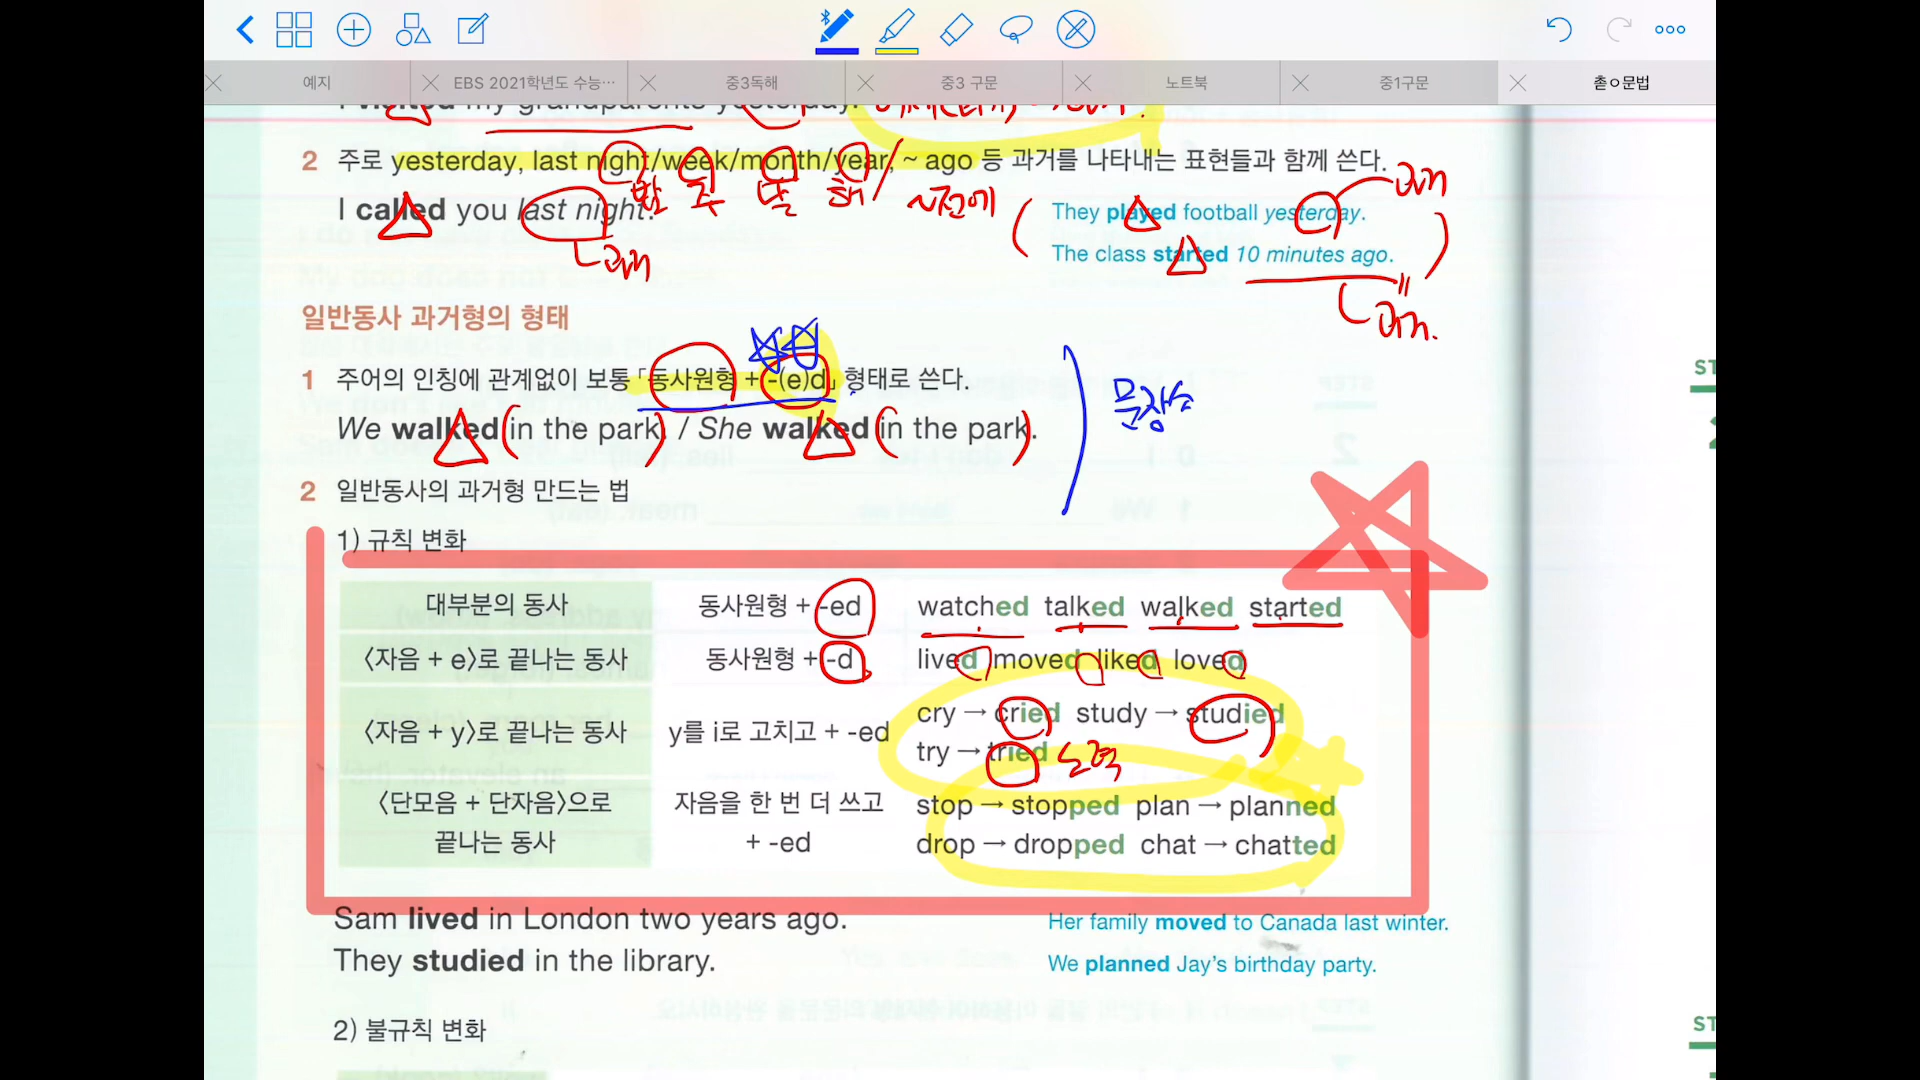 예지
EBS 2021학년도 수능…
중3독해
중3 구문
노트북
중1구문
촏ㅇ문법
I visited my grandparents yesterday.
2 주로 yesterday, last night/week/month/year, ~ ago 등 과거를 나타내는 표현들과 함께 쓴다.
밤 주 달 해 ~전에
I called you last night.
They played football yesterday.
The class started 10 minutes ago.
일반동사 과거형의 형태
1 주어의 인칭에 관계없이 보통 「동사원형 + -(e)d」 형태로 쓴다.
We walked in the park. / She walked in the park.
2 일반동사의 과거형 만드는 법
1) 규칙 변화
대부분의 동사 동사원형 + -ed watched talked walked started
〈자음 + e〉로 끝나는 동사 동사원형 + -d lived moved liked loved
〈자음 + y〉로 끝나는 동사 y를 i로 고치고 + -ed cry → cried study → studied
try → tried 노력
〈단모음 + 단자음〉으로 자음을 한 번 더 쓰고 stop → stopped plan → planned
끝나는 동사 + -ed drop → dropped chat → chatted
Sam lived in London two years ago.
Her family moved to Canada last winter.
They studied in the library.
We planned Jay's birthday party.
2) 불규칙 변화